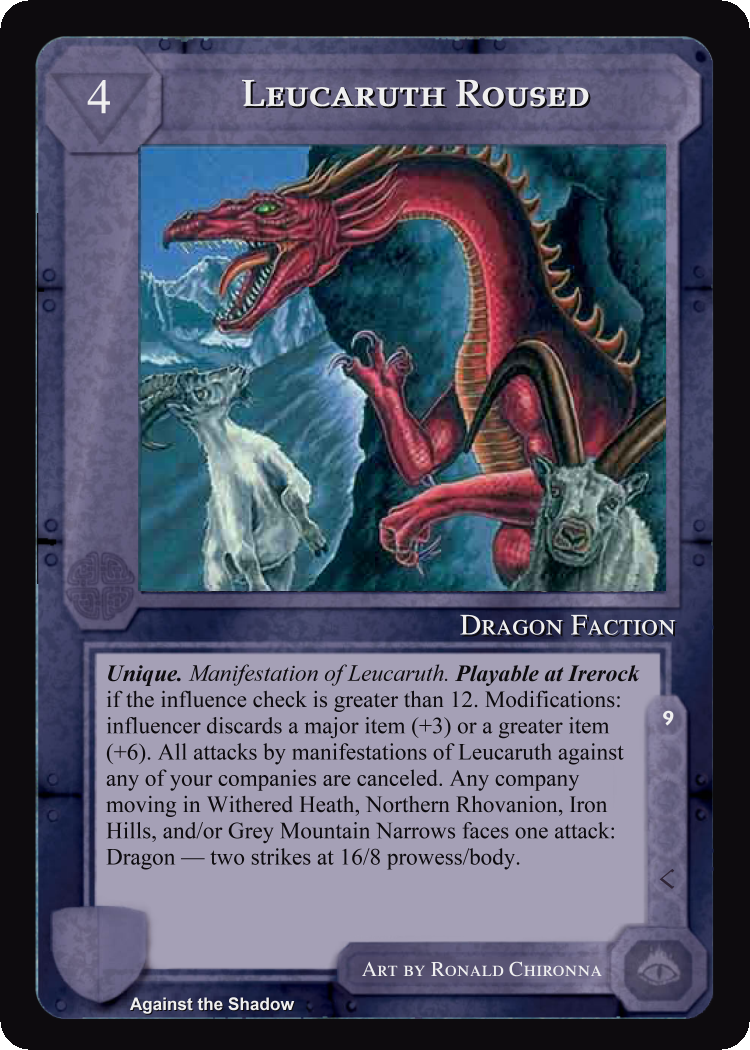 4
Leucaruth Roused
Dragon Faction
Unique. Manifestation of Leucaruth. Playable at Irerock
if the influence check is greater than 12. Modifications:
influencer discards a major item (+3) or a greater item
(+6). All attacks by manifestations of Leucaruth against
any of your companies are canceled. Any company
moving in Withered Heath, Northern Rhovanion, Iron
Hills, and/or Grey Mountain Narrows faces one attack:
Dragon — two strikes at 16/8 prowess/body.
9
<
Art by Ronald Chironna
Against the Shadow